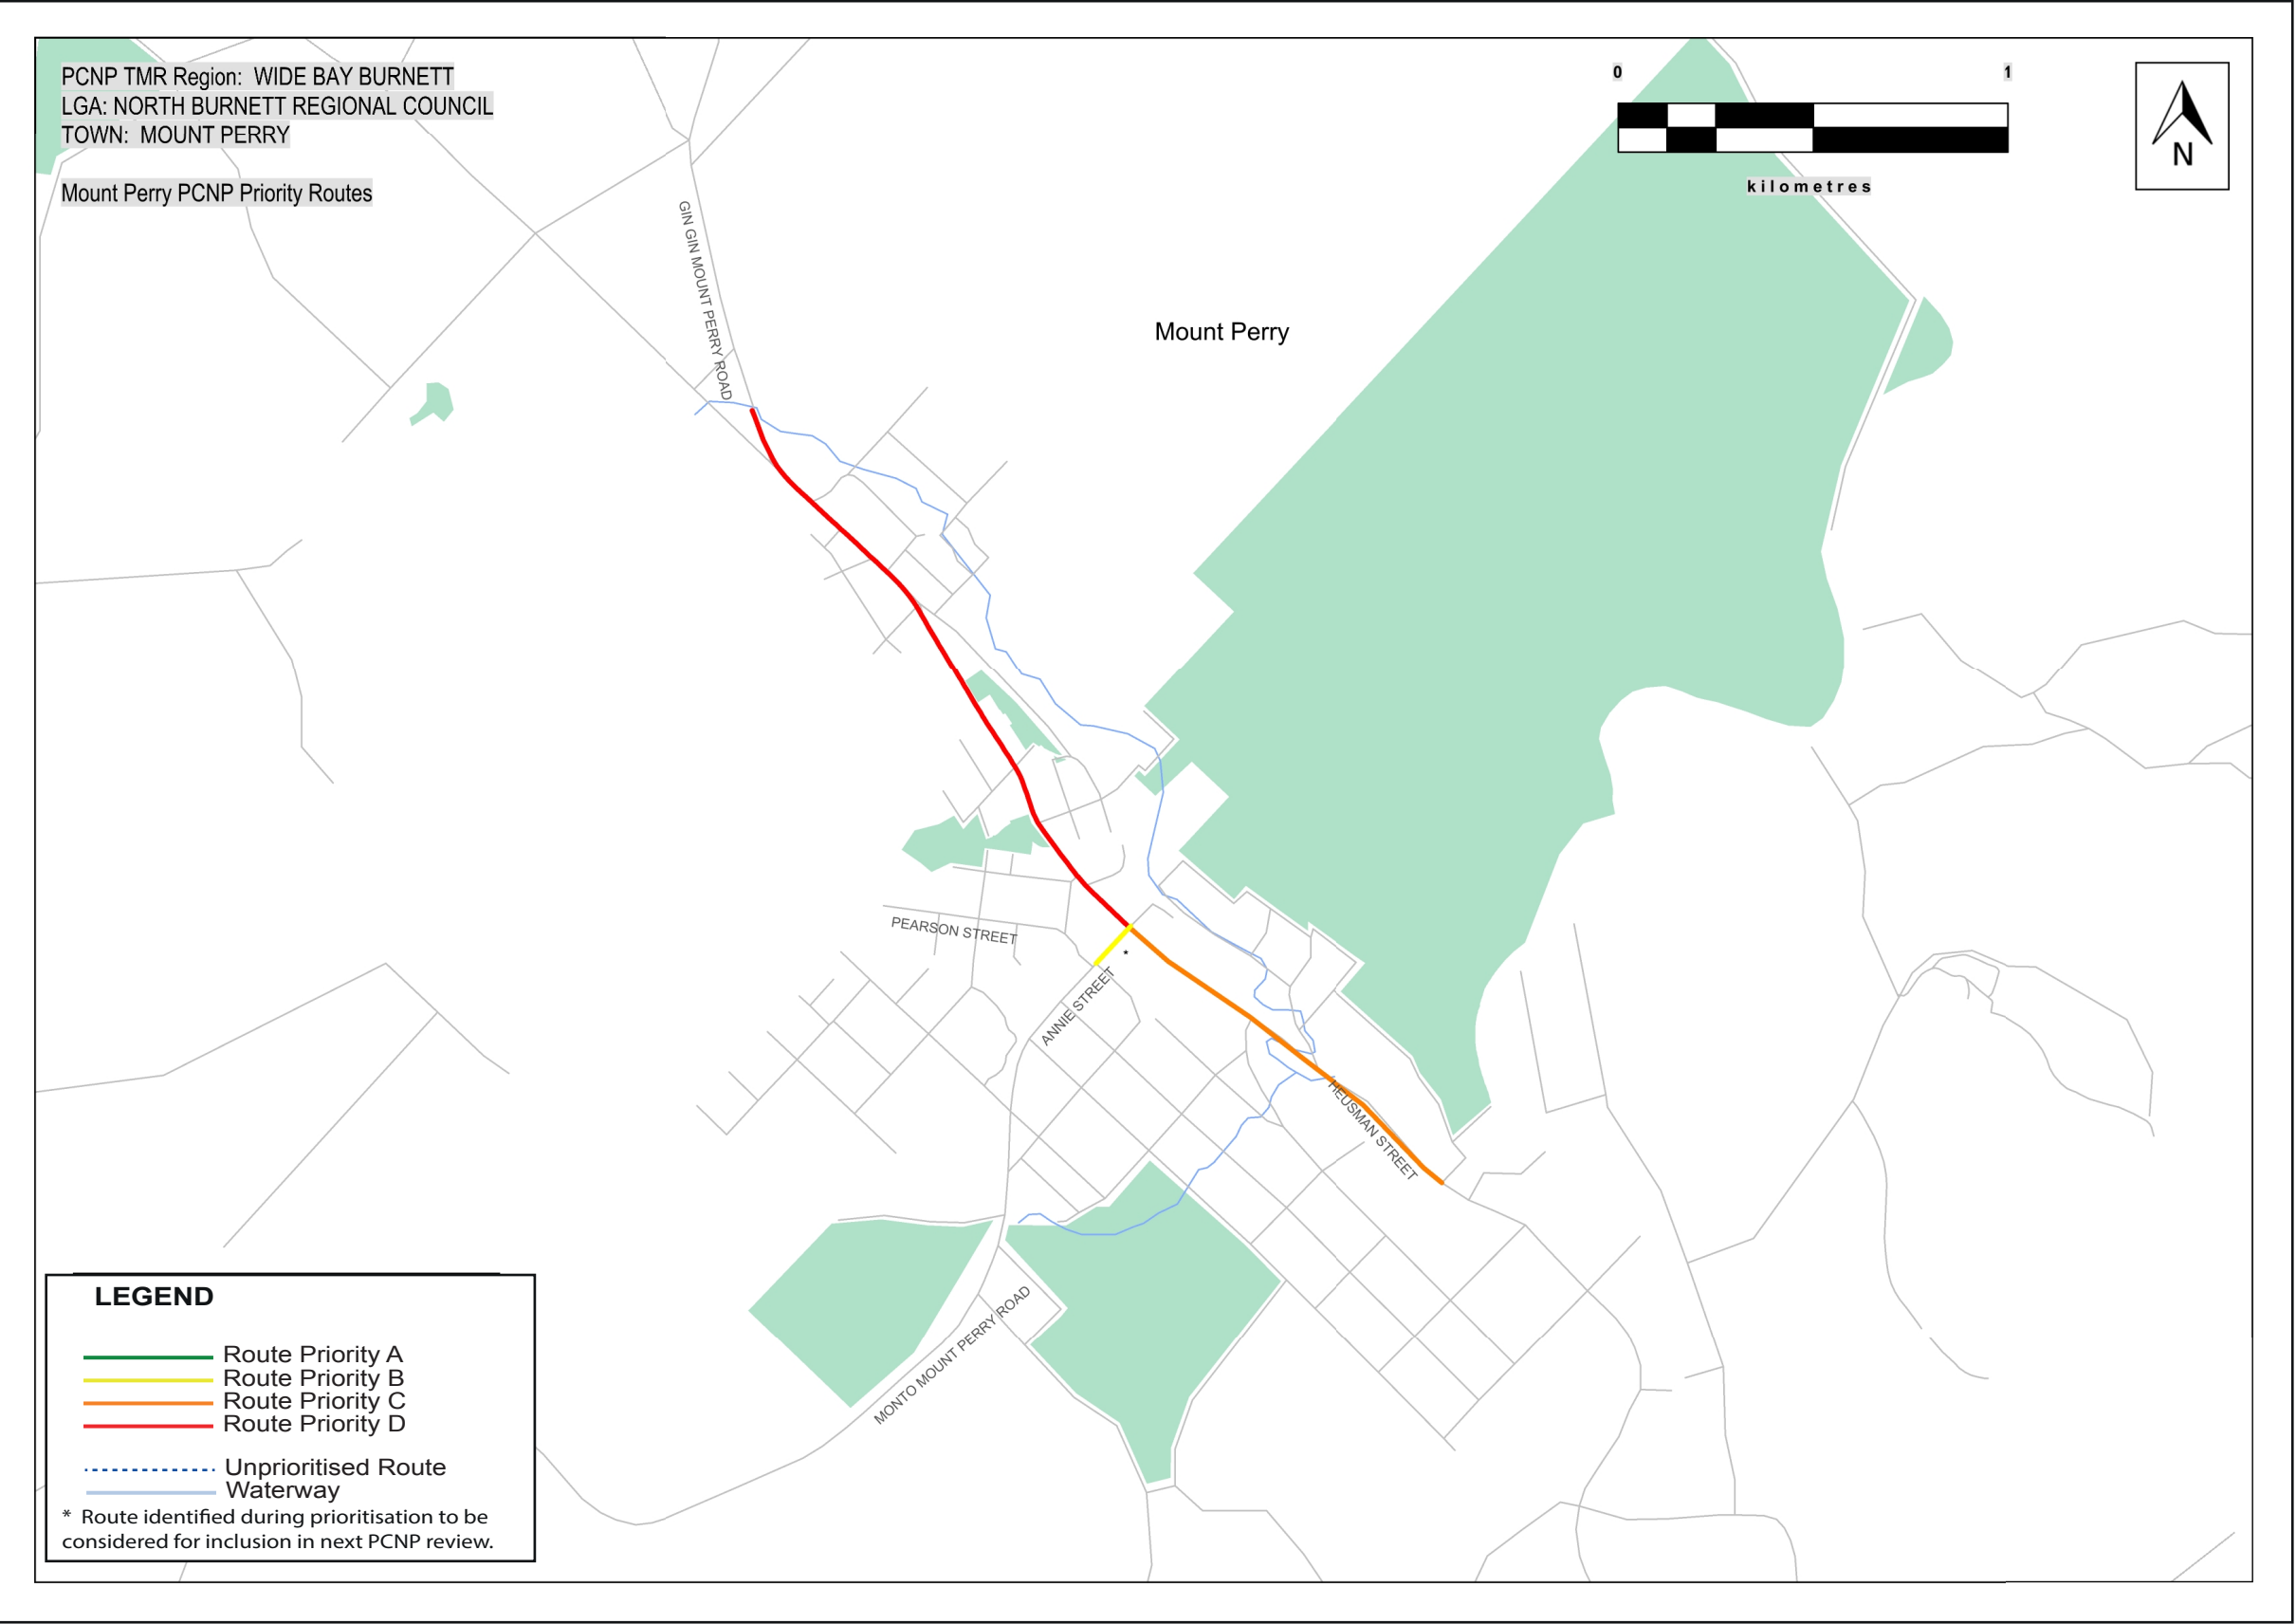 PCNP TMR Region: WIDE BAY BURNETT
LGA: NORTH BURNETT REGIONAL COUNCIL
TOWN: MOUNT PERRY
Mount Perry PCNP Priority Routes
0 1
kilometres
N
GIN GIN MOUNT PERRY ROAD
Mount Perry
PEARSON STREET
*
ANNIE STREET
HEUSMAN STREET
MONTO MOUNT PERRY ROAD
LEGEND
Route Priority A
Route Priority B
Route Priority C
Route Priority D
Unprioritised Route
Waterway
* Route identified during prioritisation to be
considered for inclusion in next PCNP review.